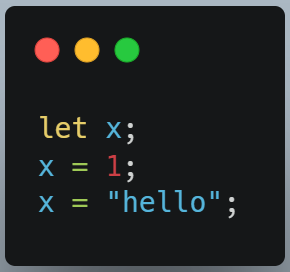 let x;
x = 1;
x = "hello";